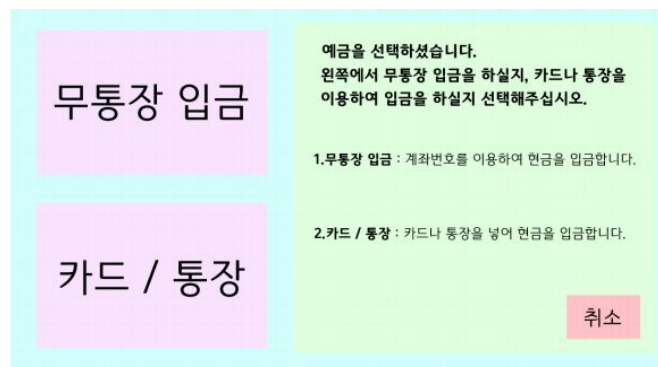 무통장 입금
카드 / 통장
예금을 선택하셨습니다.
왼쪽에서 무통장 입금을 하실지, 카드나 통장을
이용하여 입금을 하실지 선택해주십시오.
1.무통장 입금 : 계좌번호를 이용하여 현금을 입금합니다.
2.카드 / 통장 : 카드나 통장을 넣어 현금을 입금합니다.
취소